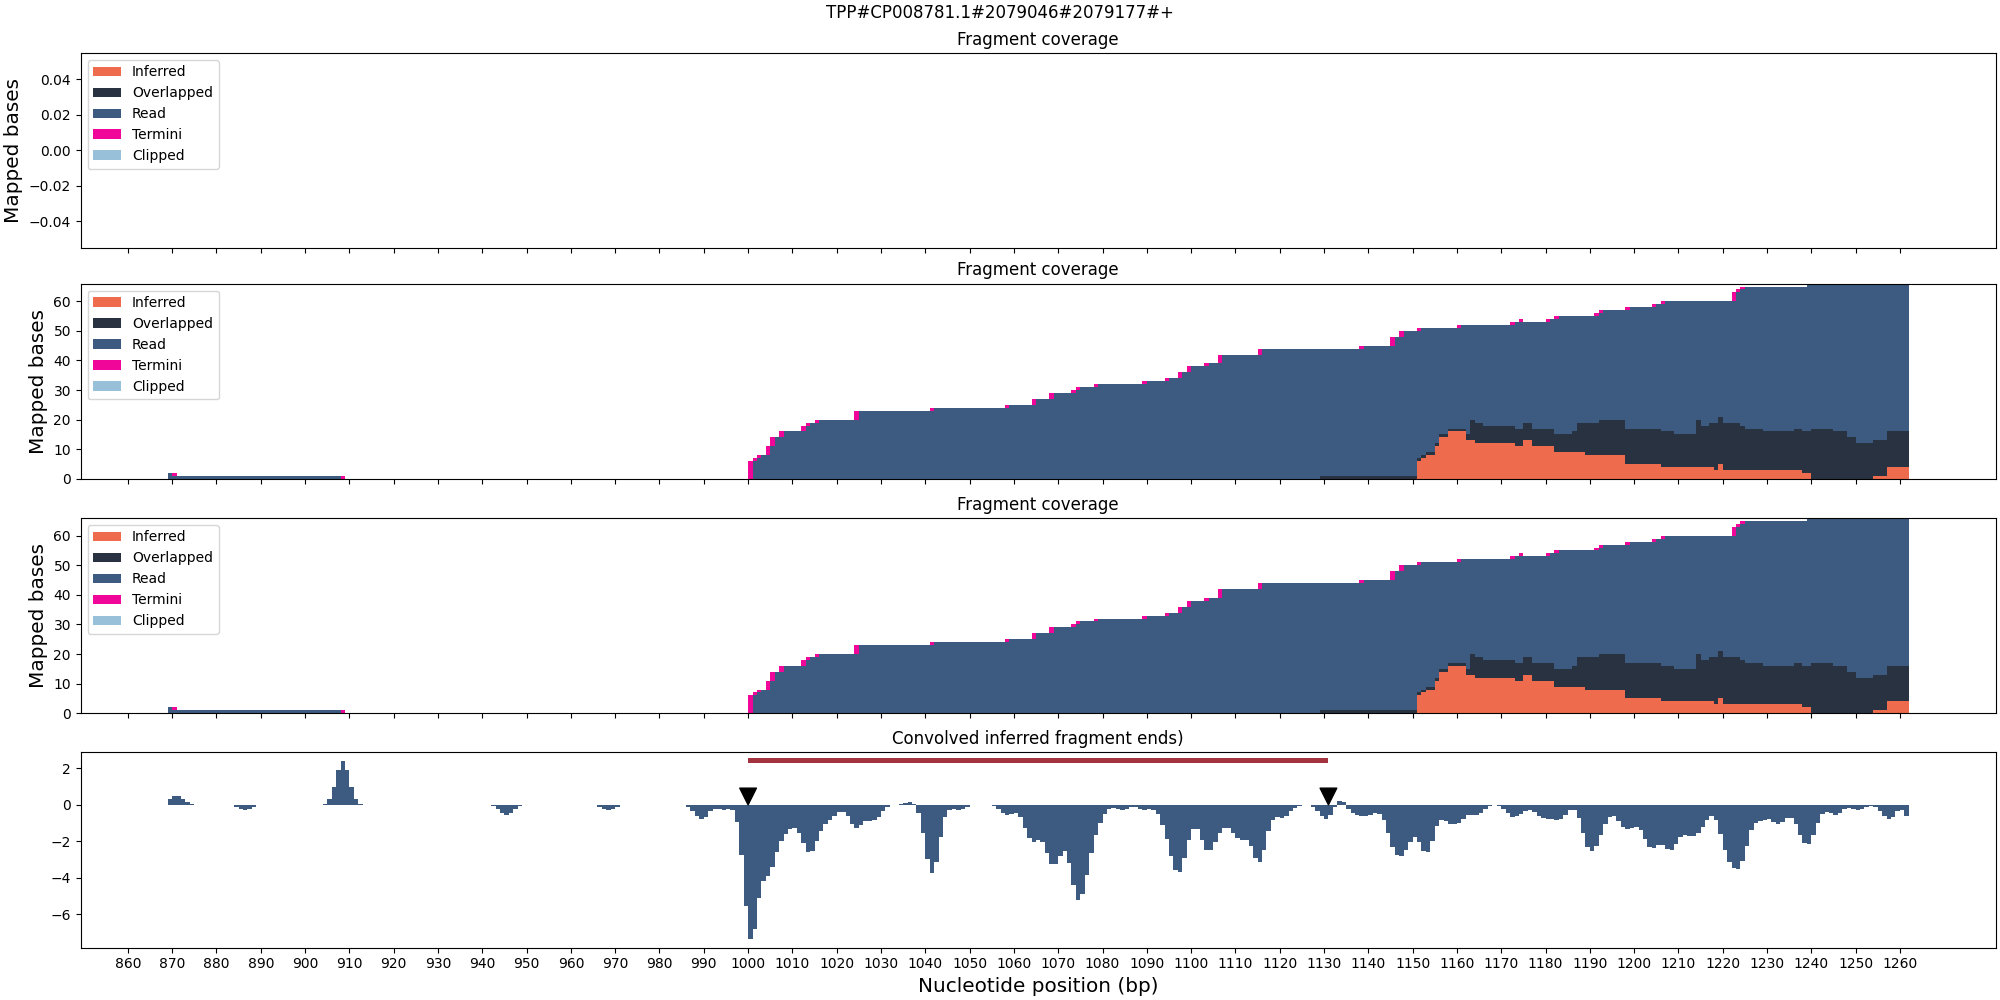 TPP#CP008781.1#2079046#2079177#+
Fragment coverage
Mapped bases
0.04
0.02
0.00
−0.02
−0.04
Inferred
Overlapped
Read
Termini
Clipped
Fragment coverage
Mapped bases
60
50
40
30
20
10
0
Inferred
Overlapped
Read
Termini
Clipped
Fragment coverage
Mapped bases
60
50
40
30
20
10
0
Inferred
Overlapped
Read
Termini
Clipped
Convolved inferred fragment ends)
2
0
−2
−4
−6
860 870 880 890 900 910 920 930 940 950 960 970 980 990 1000 1010 1020 1030 1040 1050 1060 1070 1080 1090 1100 1110 1120 1130 1140 1150 1160 1170 1180 1190 1200 1210 1220 1230 1240 1250 1260
Nucleotide position (bp)